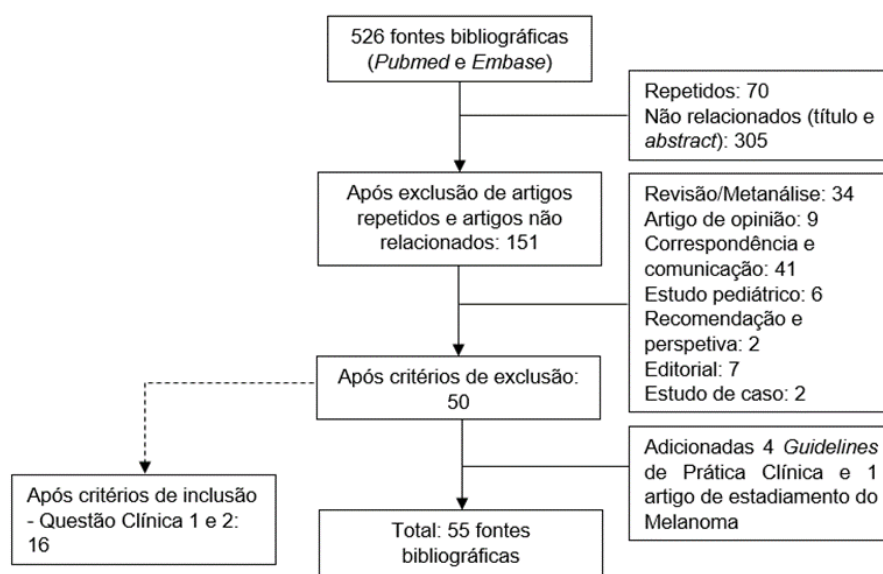 526 fontes bibliográficas
(Pubmed e Embase)
Repetidos: 70
Não relacionados (título e
abstract): 305
Após exclusão de artigos
repetidos e artigos não
relacionados: 151
Revisão/Metanálise: 34
Artigo de opinião: 9
Correspondência e
comunicação: 41
Estudo pediátrico: 6
Recomendação e
perspetiva: 2
Editorial: 7
Estudo de caso: 2
Após critérios de exclusão:
50
Após critérios de inclusão
- Questão Clínica 1 e 2:
16
Adicionadas 4 Guidelines
de Prática Clínica e 1
artigo de estadiamento do
Melanoma
Total: 55 fontes
bibliográficas